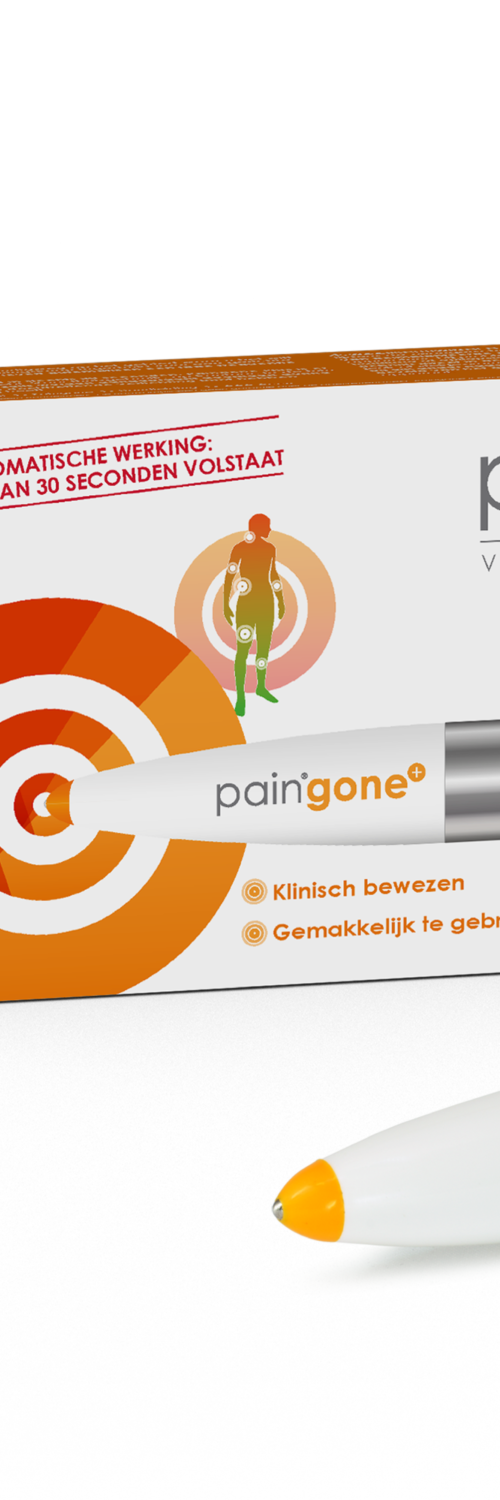 OMATISCHE WERKING:
AN 30 SECONDEN VOLSTAAT
p
V
pain®gone+
Klinisch bewezen
Gemakkelijk te gebr